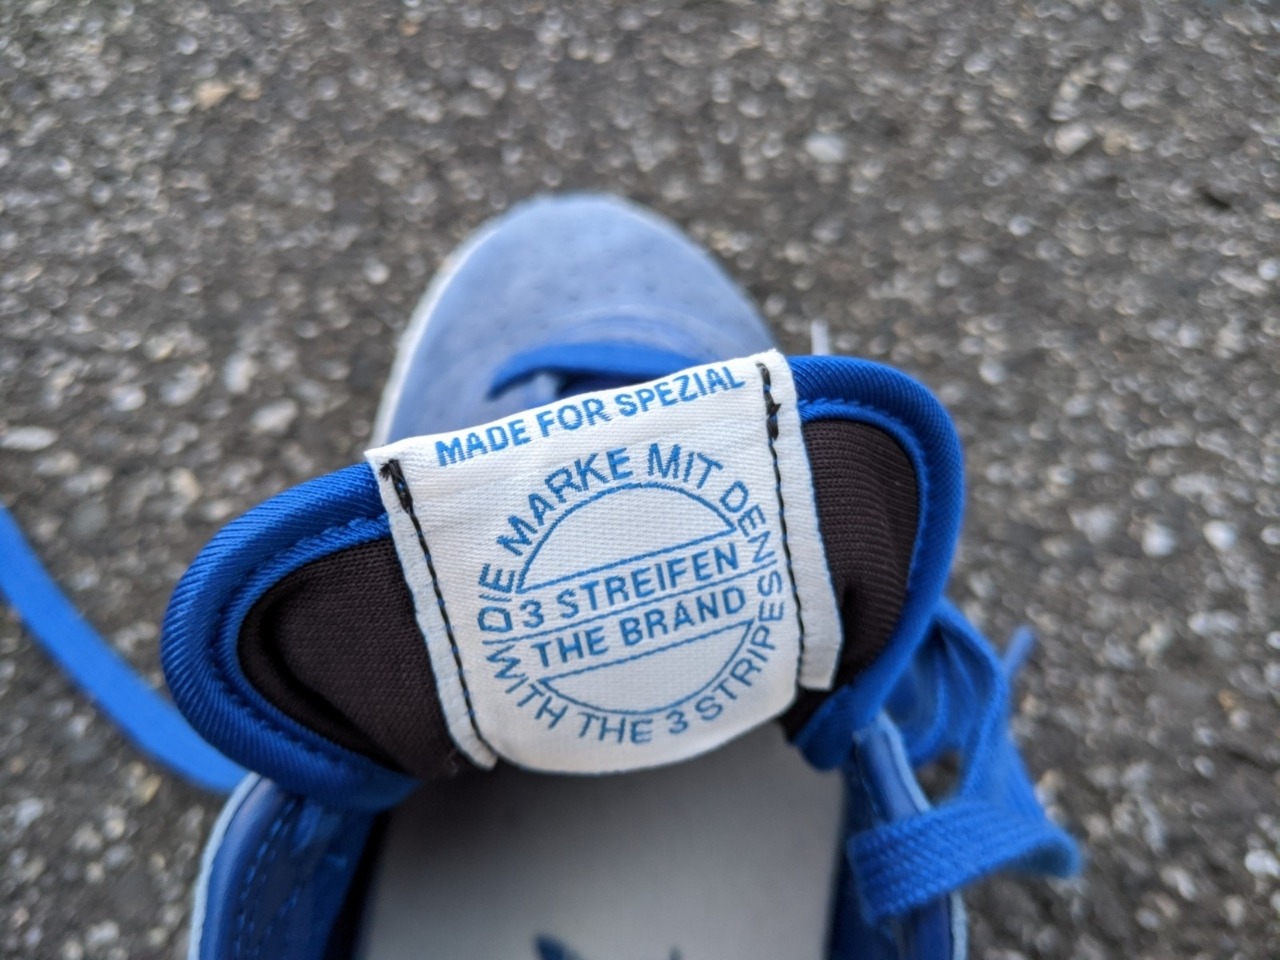 MADE FOR SPEZIAL
DIE MARKE MIT DEN
3 STREIFEN
THE BRAND
WITH THE 3 STRIPES